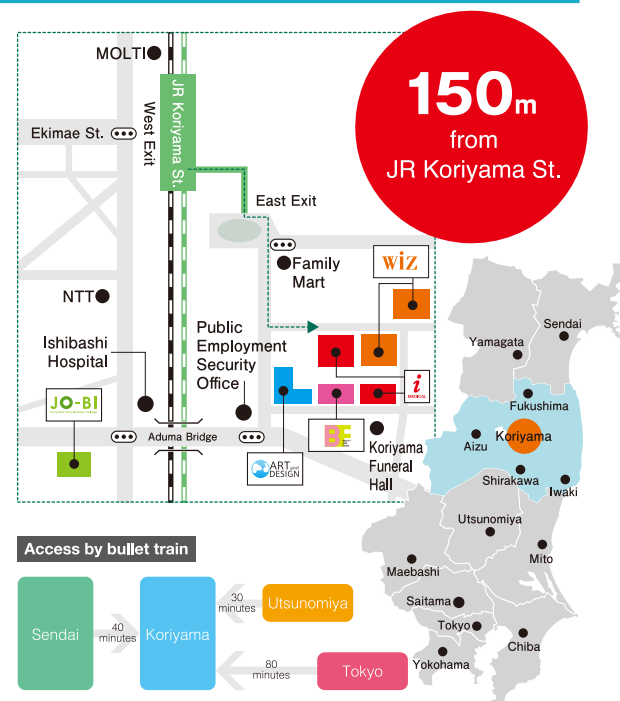 MOLTI
JR Koriyama St.
West Exit
Ekimae St.
150m
from
JR Koriyama St.
East Exit
Family
Mart
WiZ
NTT
Ishibashi
Hospital
Public
Employment
Security
Office
i
MEDICAL
JO-BI
Aduma Bridge
ART and
DESIGN
BF
Koriyama
Funeral
Hall
Sendai
Yamagata
Fukushima
Koriyama
Aizu
Shirakawa
Iwaki
Utsunomiya
Mito
Maebashi
Saitama
Tokyo
Chiba
Yokohama
Access by bullet train
Sendai
40
minutes
Koriyama
30
minutes
Utsunomiya
80
minutes
Tokyo